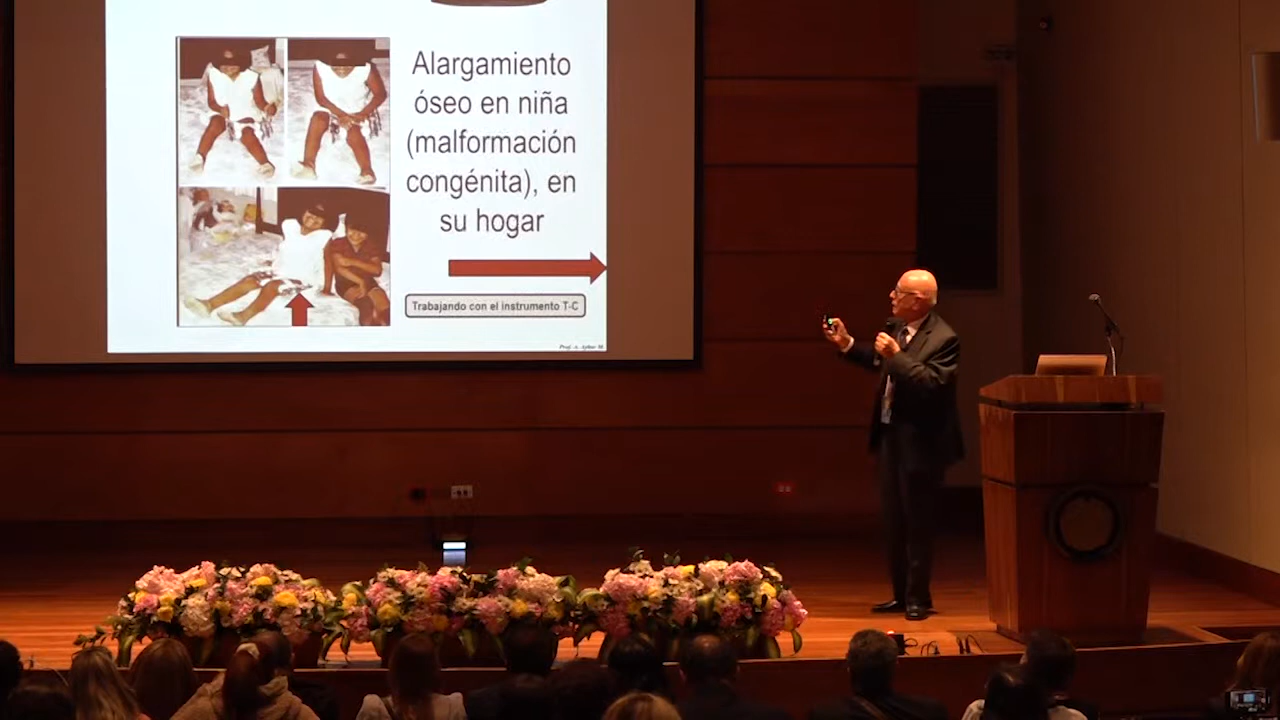 Alargamiento
óseo en niña
(malformación
congénita), en
su hogar
Trabajando con el instrumento T-C